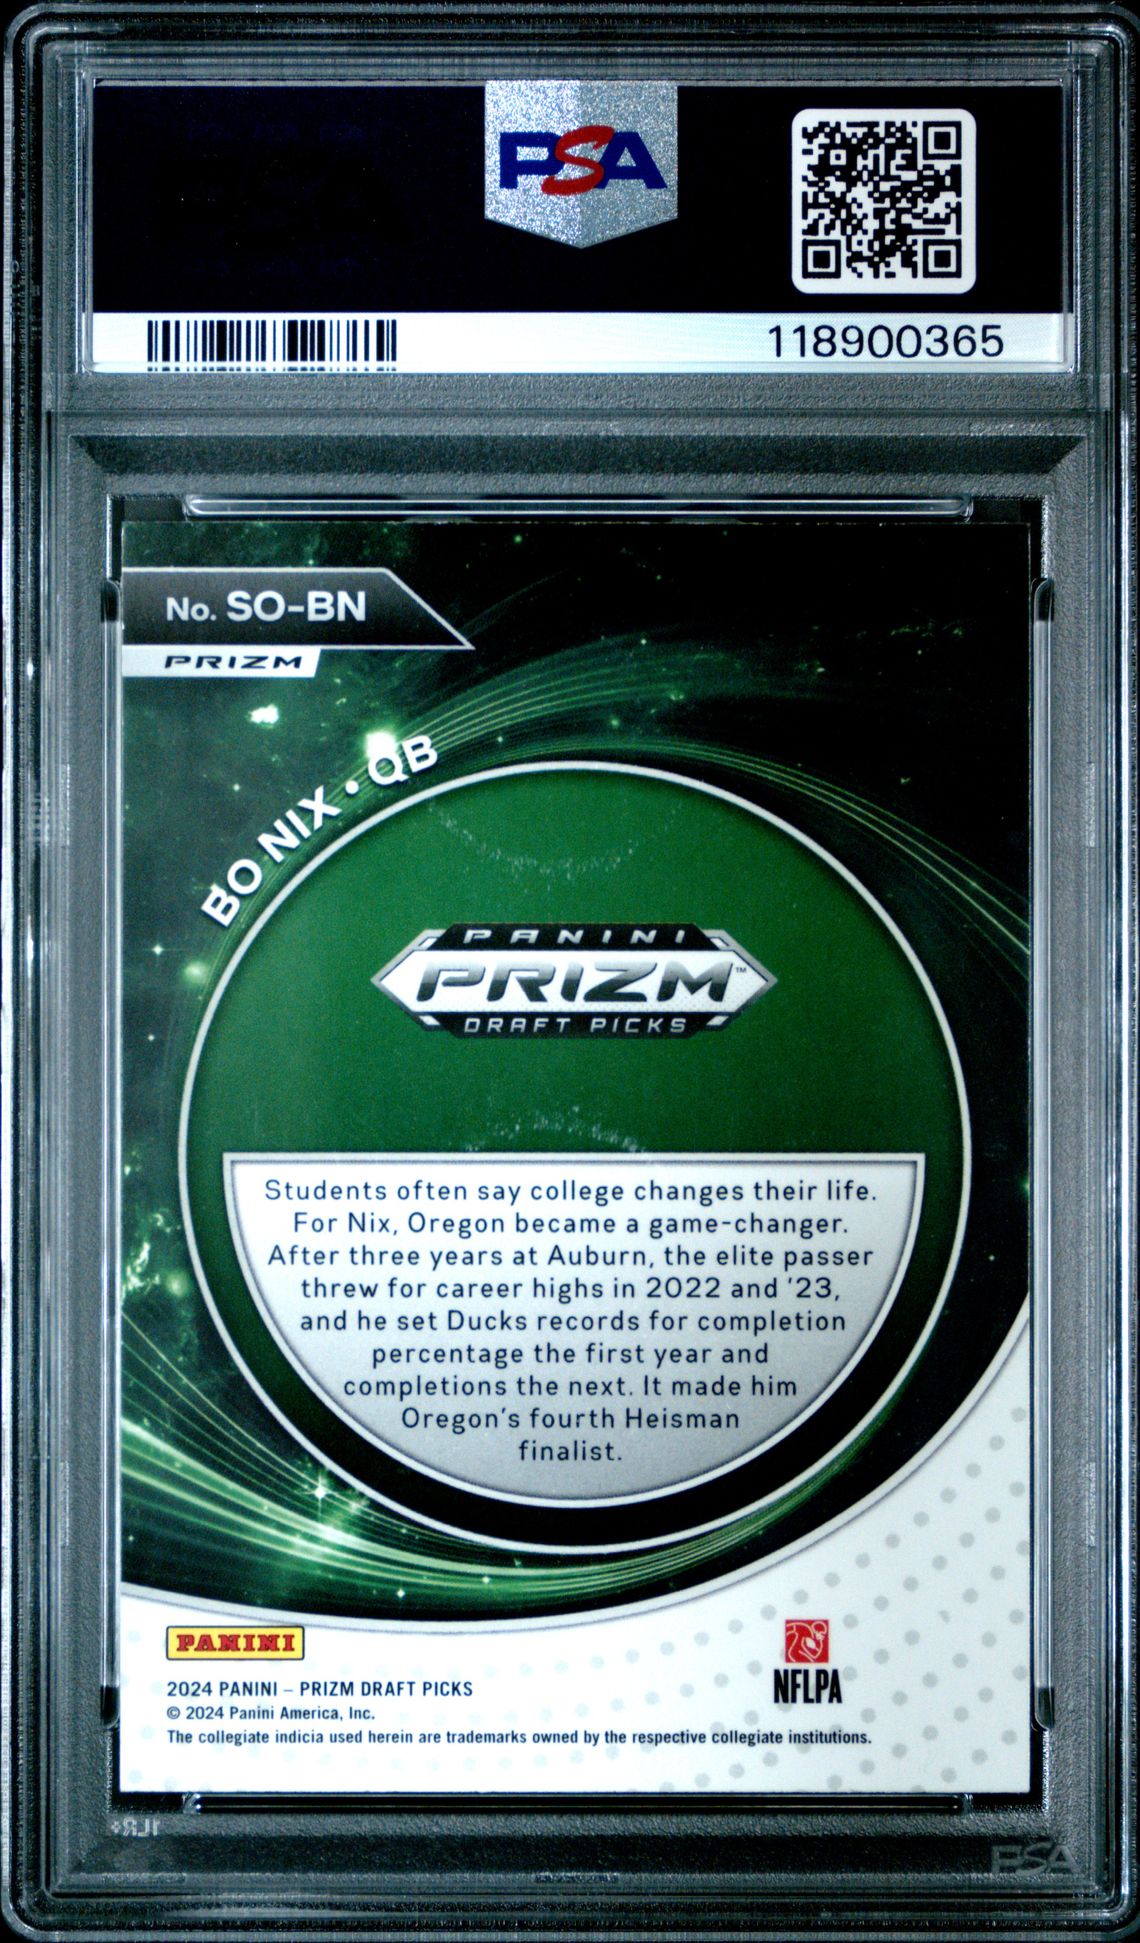 PSA
118900365
No. SO-BN
PRIZM
BO NIX • QB
PANINI
PRIZM™
DRAFT PICKS
Students often say college changes their life.
For Nix, Oregon became a game-changer.
After three years at Auburn, the elite passer
threw for career highs in 2022 and '23,
and he set Ducks records for completion
percentage the first year and
completions the next. It made him
Oregon's fourth Heisman
finalist.
PANINI
NFLPA
2024 PANINI – PRIZM DRAFT PICKS
© 2024 Panini America, Inc.
The collegiate indicia used herein are trademarks owned by the respective collegiate institutions.
PSA